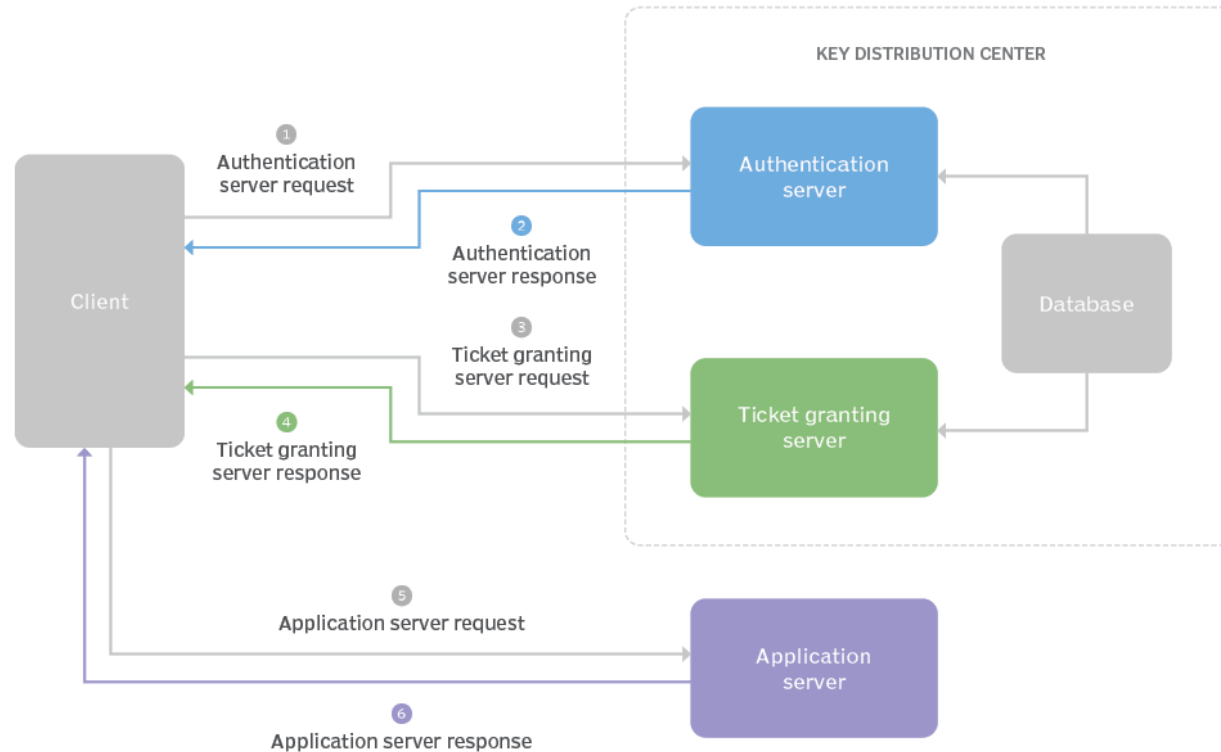 KEY DISTRIBUTION CENTER
1
Authentication
server request
Authentication
server
2
Authentication
server response
Client
Database
3
Ticket granting
server request
Ticket granting
server
4
Ticket granting
server response
5
Application server request
Application
server
6
Application server response